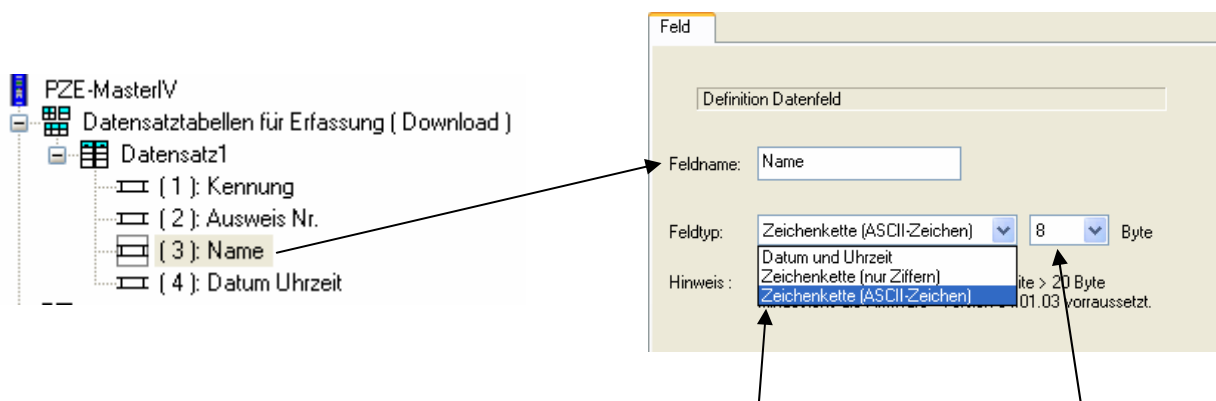 PZE-MasterIV
Datensatztabellen für Erfassung ( Download )
Datensatz1
( 1 ): Kennung
( 2 ): Ausweis Nr.
( 3 ): Name
( 4 ): Datum Uhrzeit
Feld
Definition Datenfeld
Feldname: Name
Feldtyp: Zeichenkette (ASCII-Zeichen) 8 Byte
Datum und Uhrzeit
Zeichenkette (nur Ziffern)
Zeichenkette (ASCII-Zeichen)
Hinweis : ite > 20 Byte
01.03 vorraussetzt.